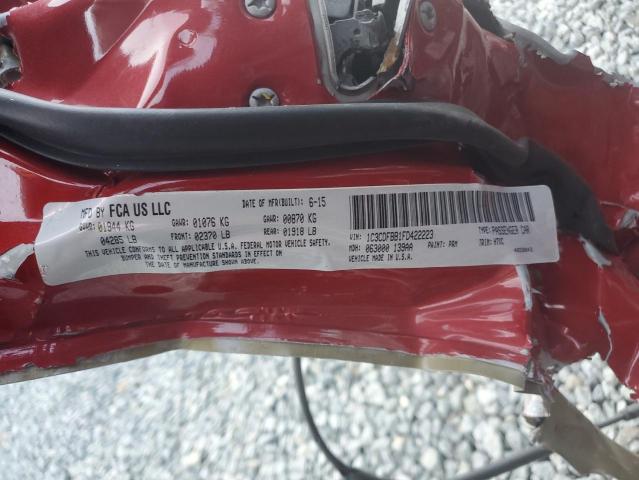 MFD BY FCA US LLC DATE OF MFR(BUILT): 6-15
GVWR: 01944 KG GAWR: 01076 KG GAWR: 00870 KG
04285 LB FRONT: 02370 LB REAR: 01918 LB
THIS VEHICLE CONFORMS TO ALL APPLICABLE U.S.A. FEDERAL MOTOR VEHICLE SAFETY,
BUMPER AND THEFT PREVENTION STANDARDS IN EFFECT ON
THE DATE OF MANUFACTURE SHOWN ABOVE.
VIN: 1C3CDFBB1FD422223 TYPE: PASSENGER CAR
MDH: 063000 139AA PAINT: PRM TRIM:
VEHICLE MADE IN U.S.A.